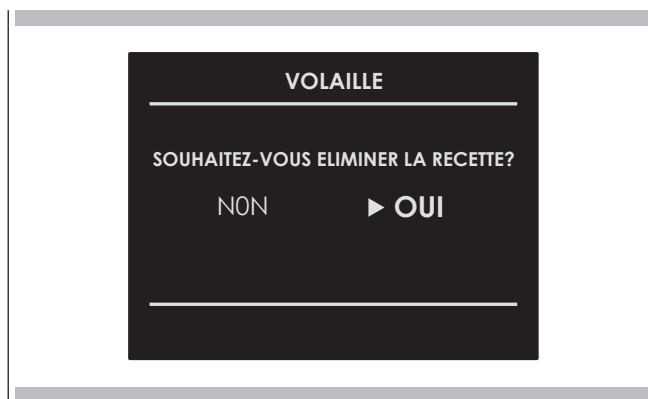 VOLAILLE
SOUHAITEZ-VOUS ELIMINER LA RECETTE?
N0N ▶ OUI